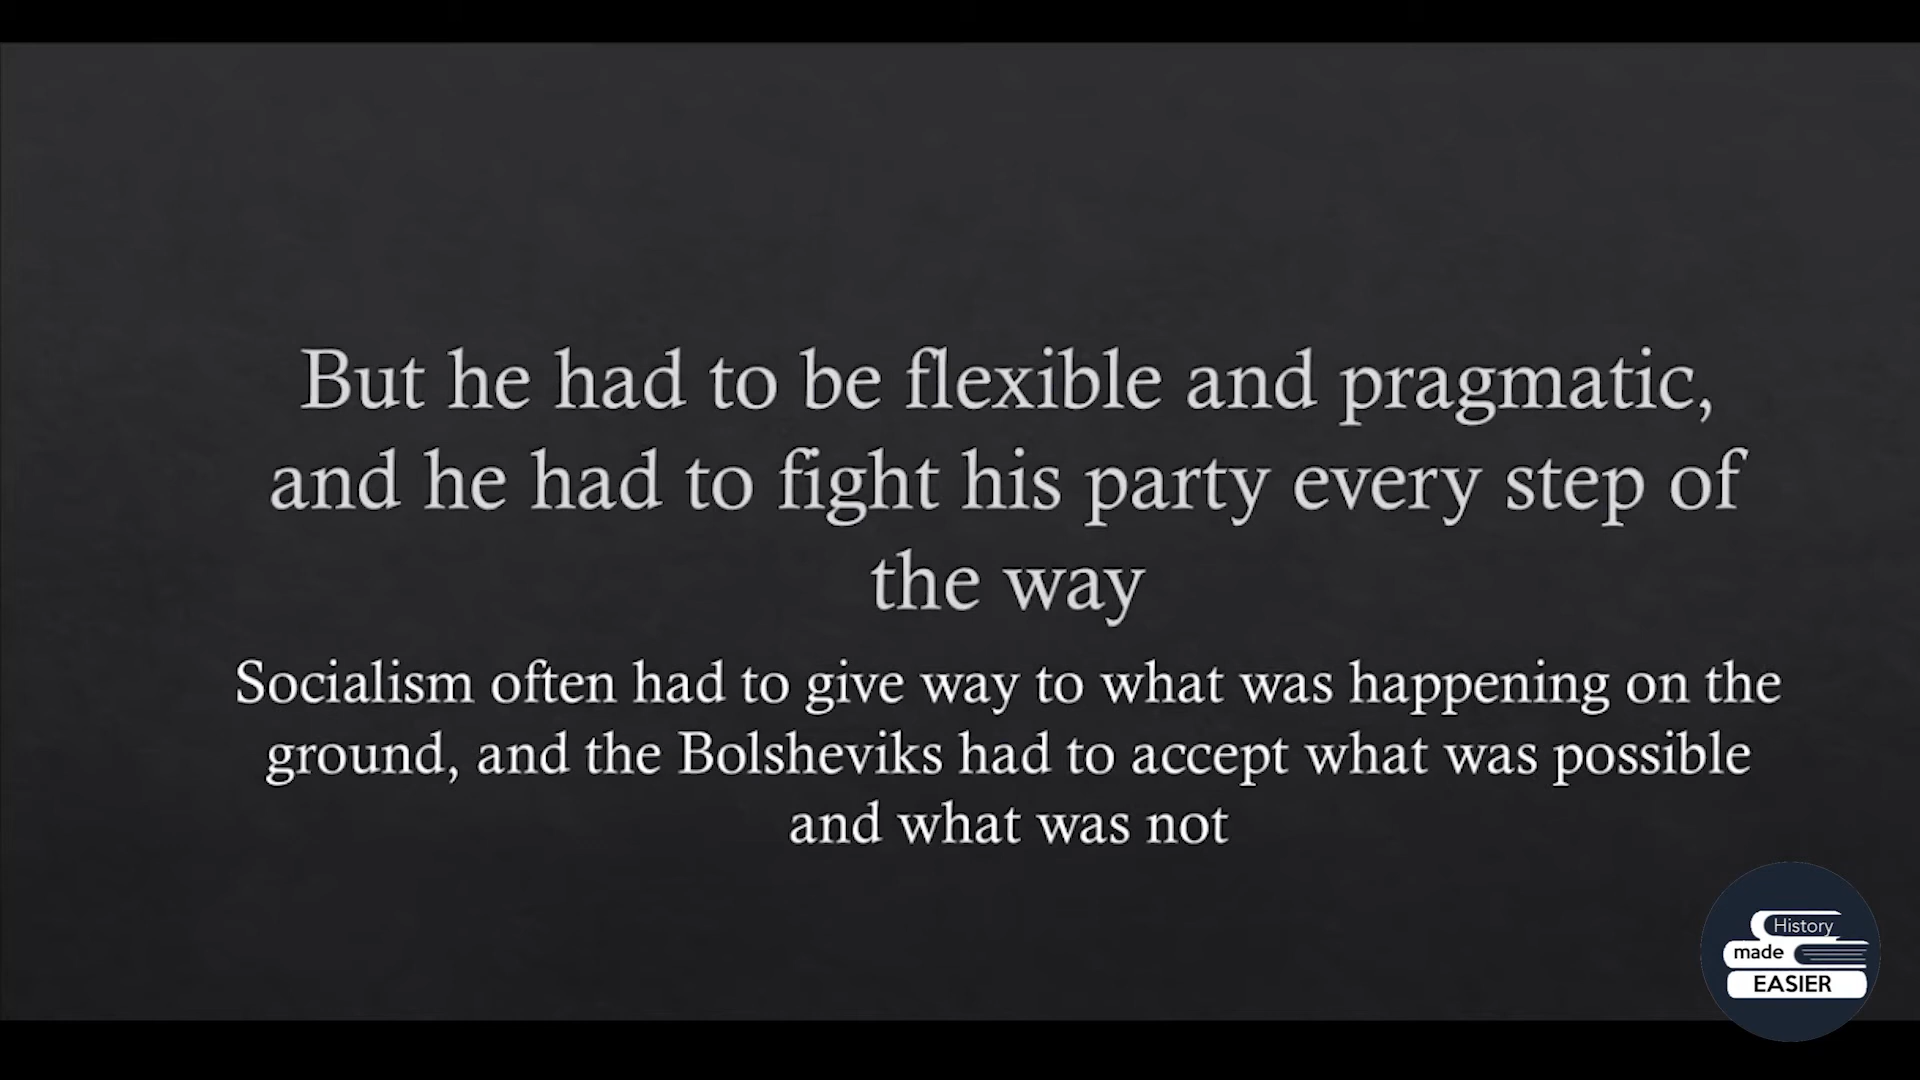 But he had to be flexible and pragmatic,
and he had to fight his party every step of
the way
Socialism often had to give way to what was happening on the
ground, and the Bolsheviks had to accept what was possible
and what was not
History
made
EASIER